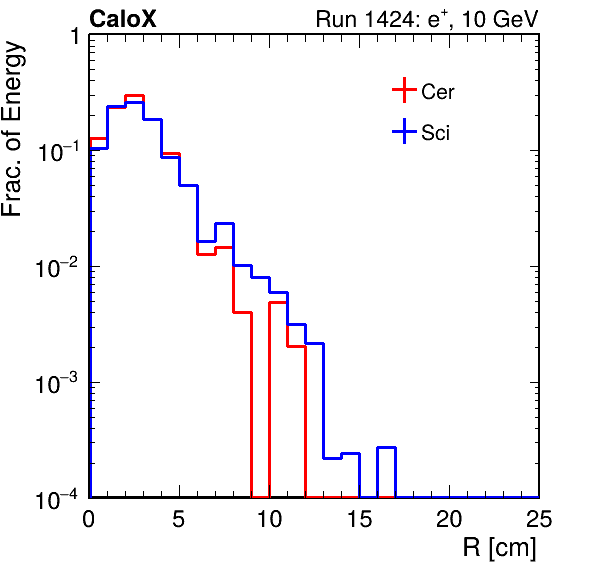 CaloX Run 1424: e⁺, 10 GeV
Frac. of Energy
1
10⁻¹
10⁻²
10⁻³
10⁻⁴
Cer
Sci
0 5 10 15 20 25
R [cm]